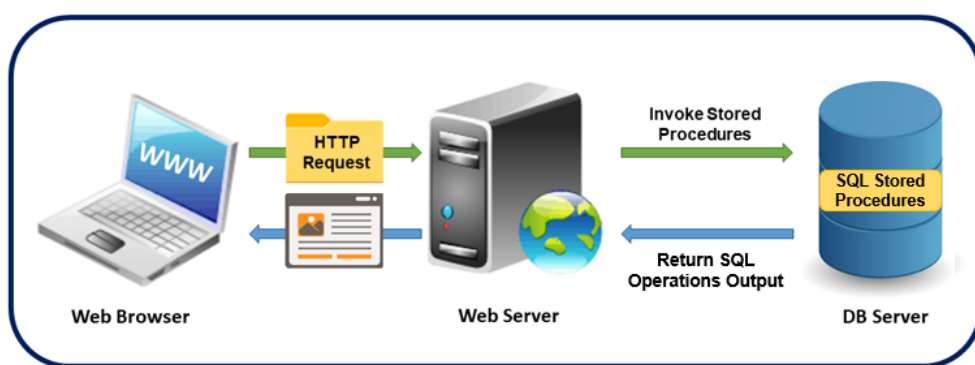 WWW
HTTP
Request
Invoke Stored
Procedures
SQL Stored
Procedures
Return SQL
Operations Output
Web Browser
Web Server
DB Server